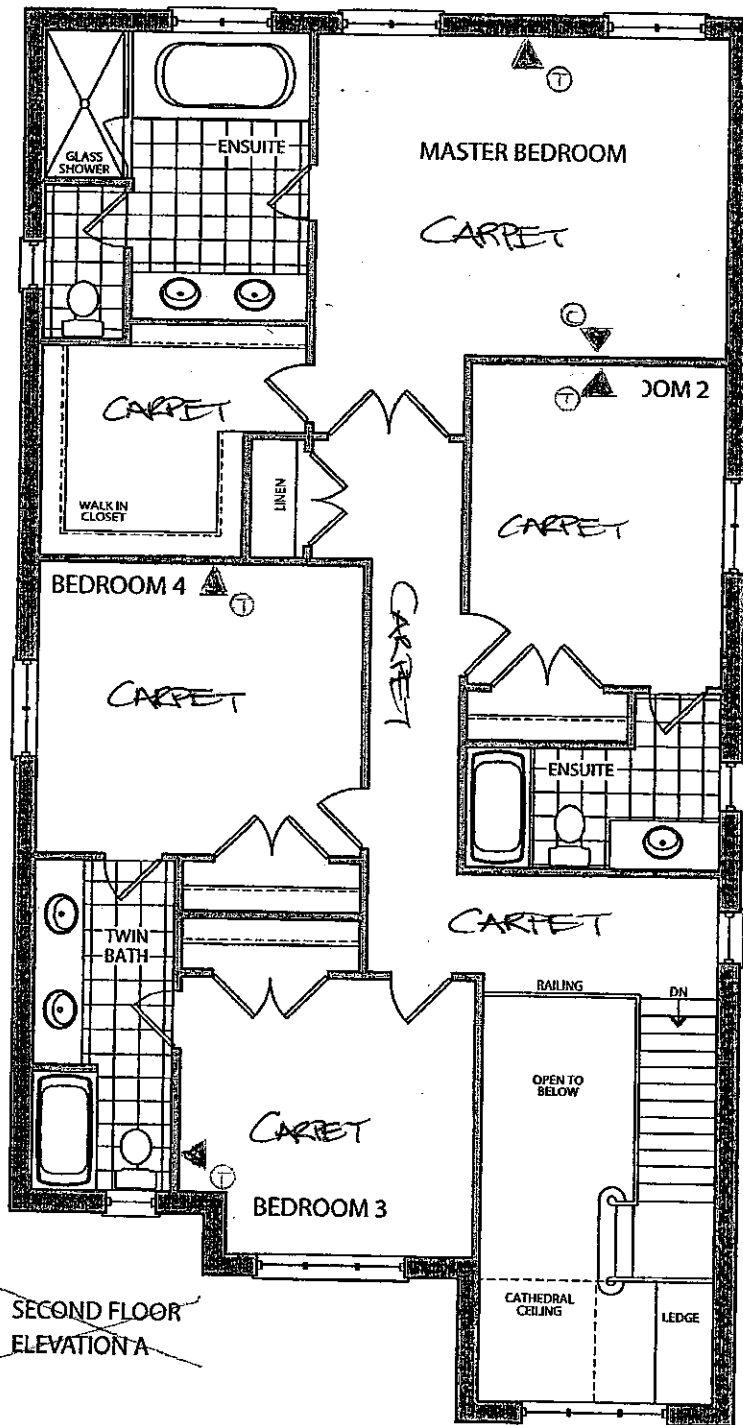 GLASS
SHOWER
ENSUITE
MASTER BEDROOM
CARPET
T
C
T
OOM 2
CARPET
WALK IN
CLOSET
LINEN
CARPET
BEDROOM 4
T
CARPET
CARPET
ENSUITE
TWIN
BATH
CARPET
RAILING
DN
OPEN TO
BELOW
CARPET
T
BEDROOM 3
CATHEDRAL
CEILING
LEDGE
SECOND FLOOR
ELEVATION A